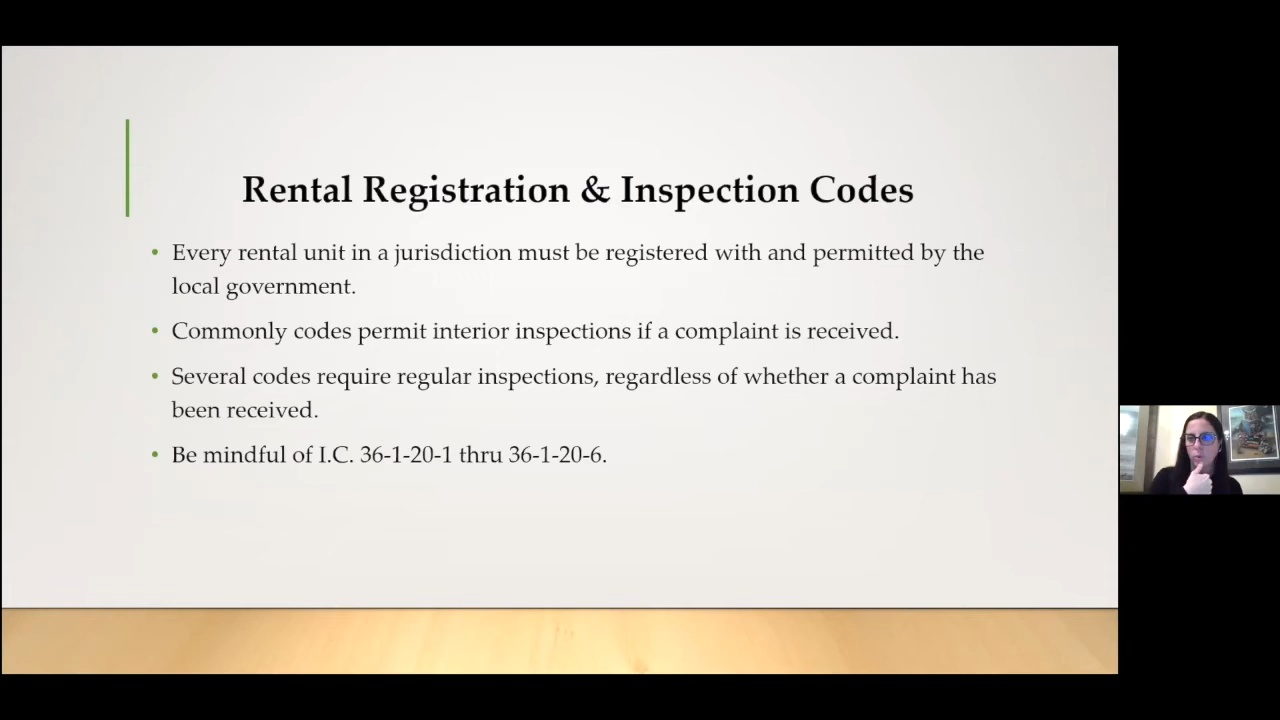 Rental Registration & Inspection Codes
• Every rental unit in a jurisdiction must be registered with and permitted by the
local government.
• Commonly codes permit interior inspections if a complaint is received.
• Several codes require regular inspections, regardless of whether a complaint has
been received.
• Be mindful of I.C. 36-1-20-1 thru 36-1-20-6.